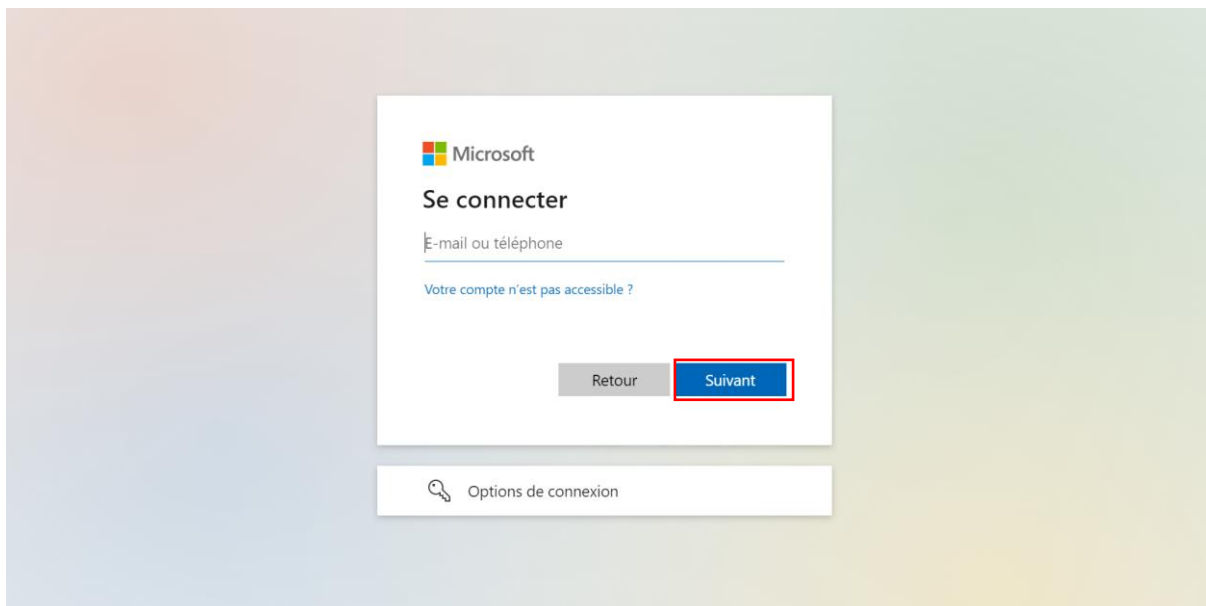 Microsoft
Se connecter
E-mail ou téléphone
Votre compte n'est pas accessible ?
Retour
Suivant
Options de connexion